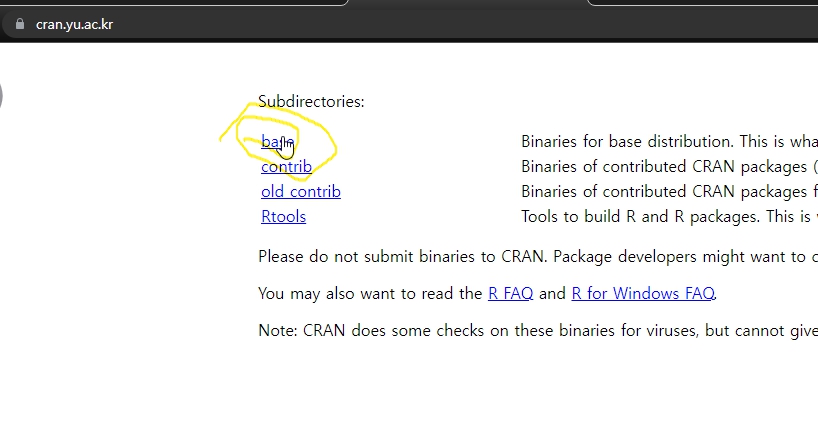 cran.yu.ac.kr
Subdirectories:
base Binaries for base distribution. This is wha
contrib Binaries of contributed CRAN packages (
old contrib Binaries of contributed CRAN packages f
Rtools Tools to build R and R packages. This is
Please do not submit binaries to CRAN. Package developers might want to c
You may also want to read the R FAQ and R for Windows FAQ.
Note: CRAN does some checks on these binaries for viruses, but cannot give